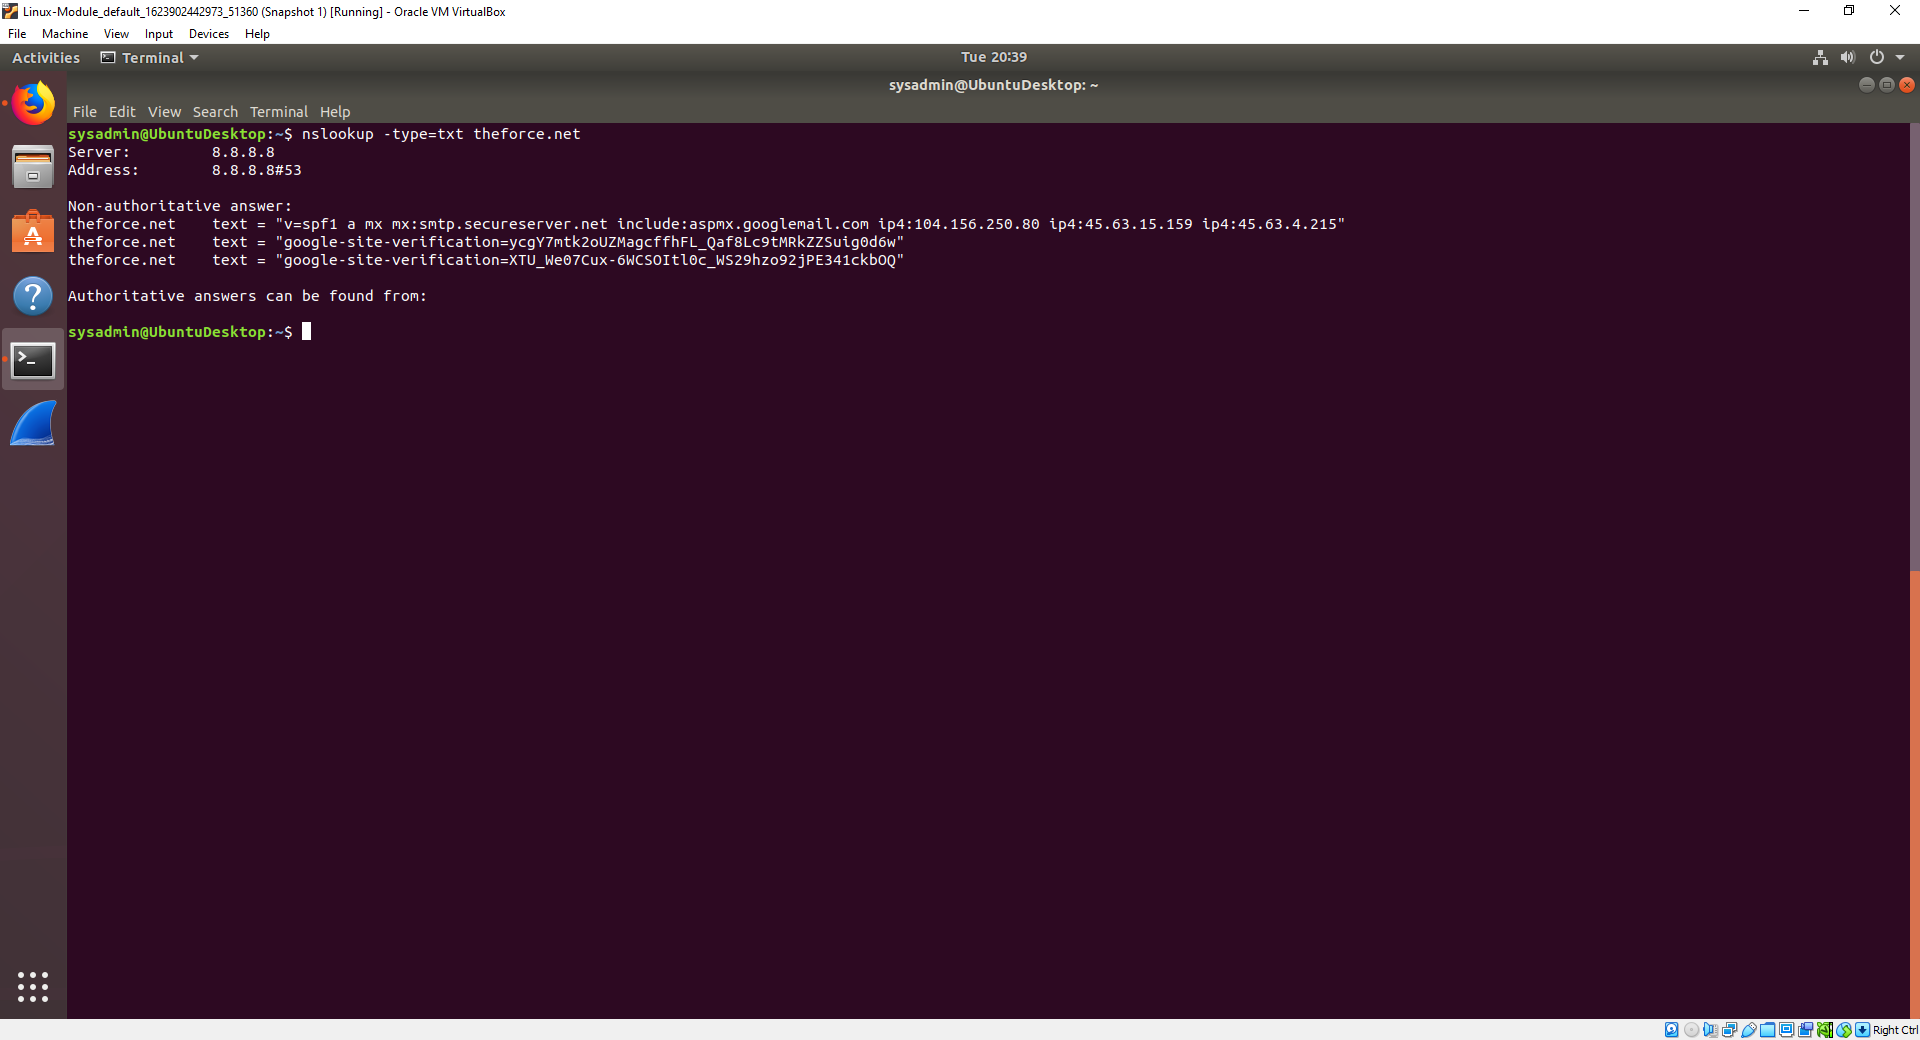 Linux-Module_default_1623902442973_51360 (Snapshot 1) [Running] - Oracle VM VirtualBox
File Machine View Input Devices Help
Activities Terminal Tue 20:39
sysadmin@UbuntuDesktop: ~
File Edit View Search Terminal Help
sysadmin@UbuntuDesktop:~$ nslookup -type=txt theforce.net
Server: 8.8.8.8
Address: 8.8.8.8#53
Non-authoritative answer:
theforce.net text = "v=spf1 a mx mx:smtp.secureserver.net include:aspmx.googlemail.com ip4:104.156.250.80 ip4:45.63.15.159 ip4:45.63.4.215"
theforce.net text = "google-site-verification=ycgY7mtk2oUZMagcffhFL_Qaf8Lc9tMRkZZSuig0d6w"
theforce.net text = "google-site-verification=XTU_We07Cux-6WCSOItl0c_WS29hzo92jPE341ckbOQ"
Authoritative answers can be found from:
sysadmin@UbuntuDesktop:~$
Right Ctrl